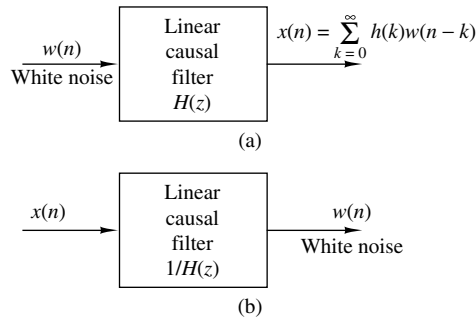 w(n)
White noise
Linear
causal
filter
H(z)
x(n) = ∞∑k = 0 h(k)w(n – k)
(a)
x(n)
Linear
causal
filter
1/H(z)
w(n)
White noise
(b)